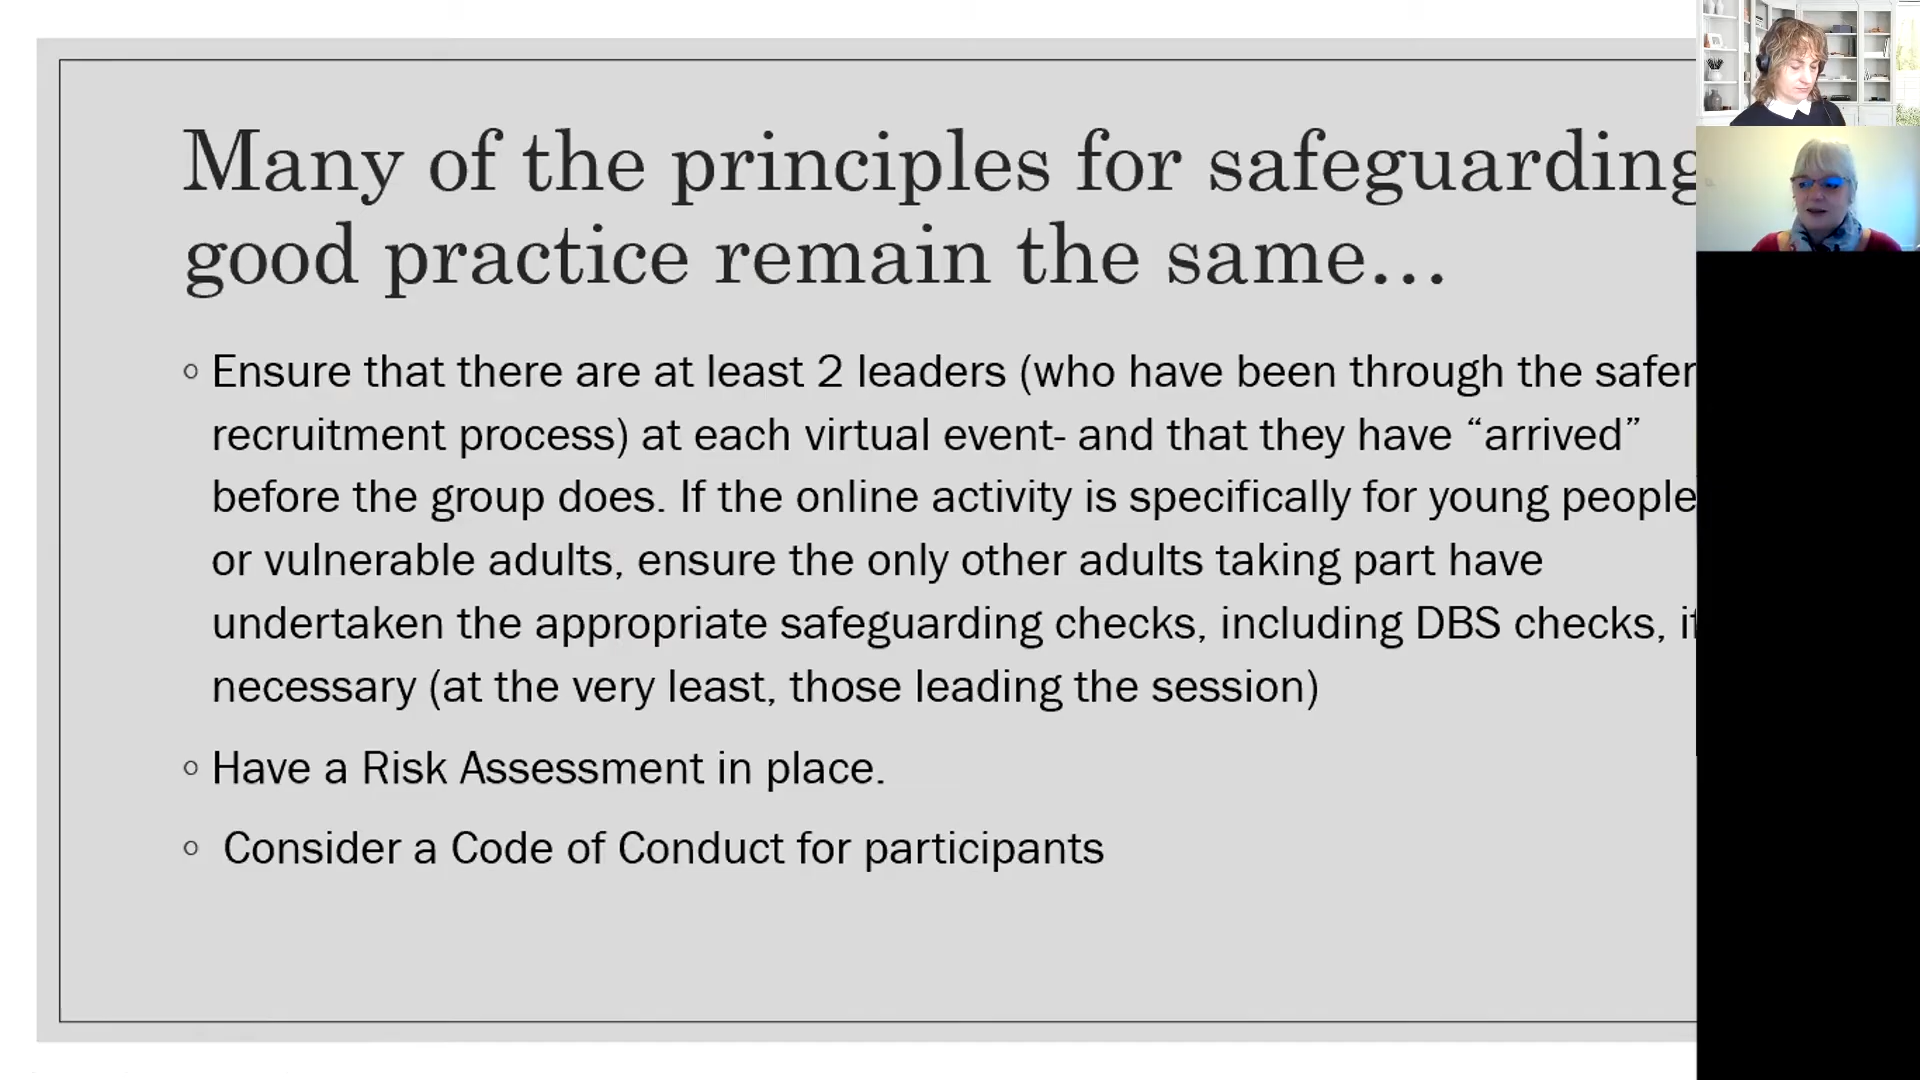 Many of the principles for safeguarding
good practice remain the same...
Ensure that there are at least 2 leaders (who have been through the safer
recruitment process) at each virtual event- and that they have “arrived”
before the group does. If the online activity is specifically for young people
or vulnerable adults, ensure the only other adults taking part have
undertaken the appropriate safeguarding checks, including DBS checks, if
necessary (at the very least, those leading the session)
Have a Risk Assessment in place.
Consider a Code of Conduct for participants